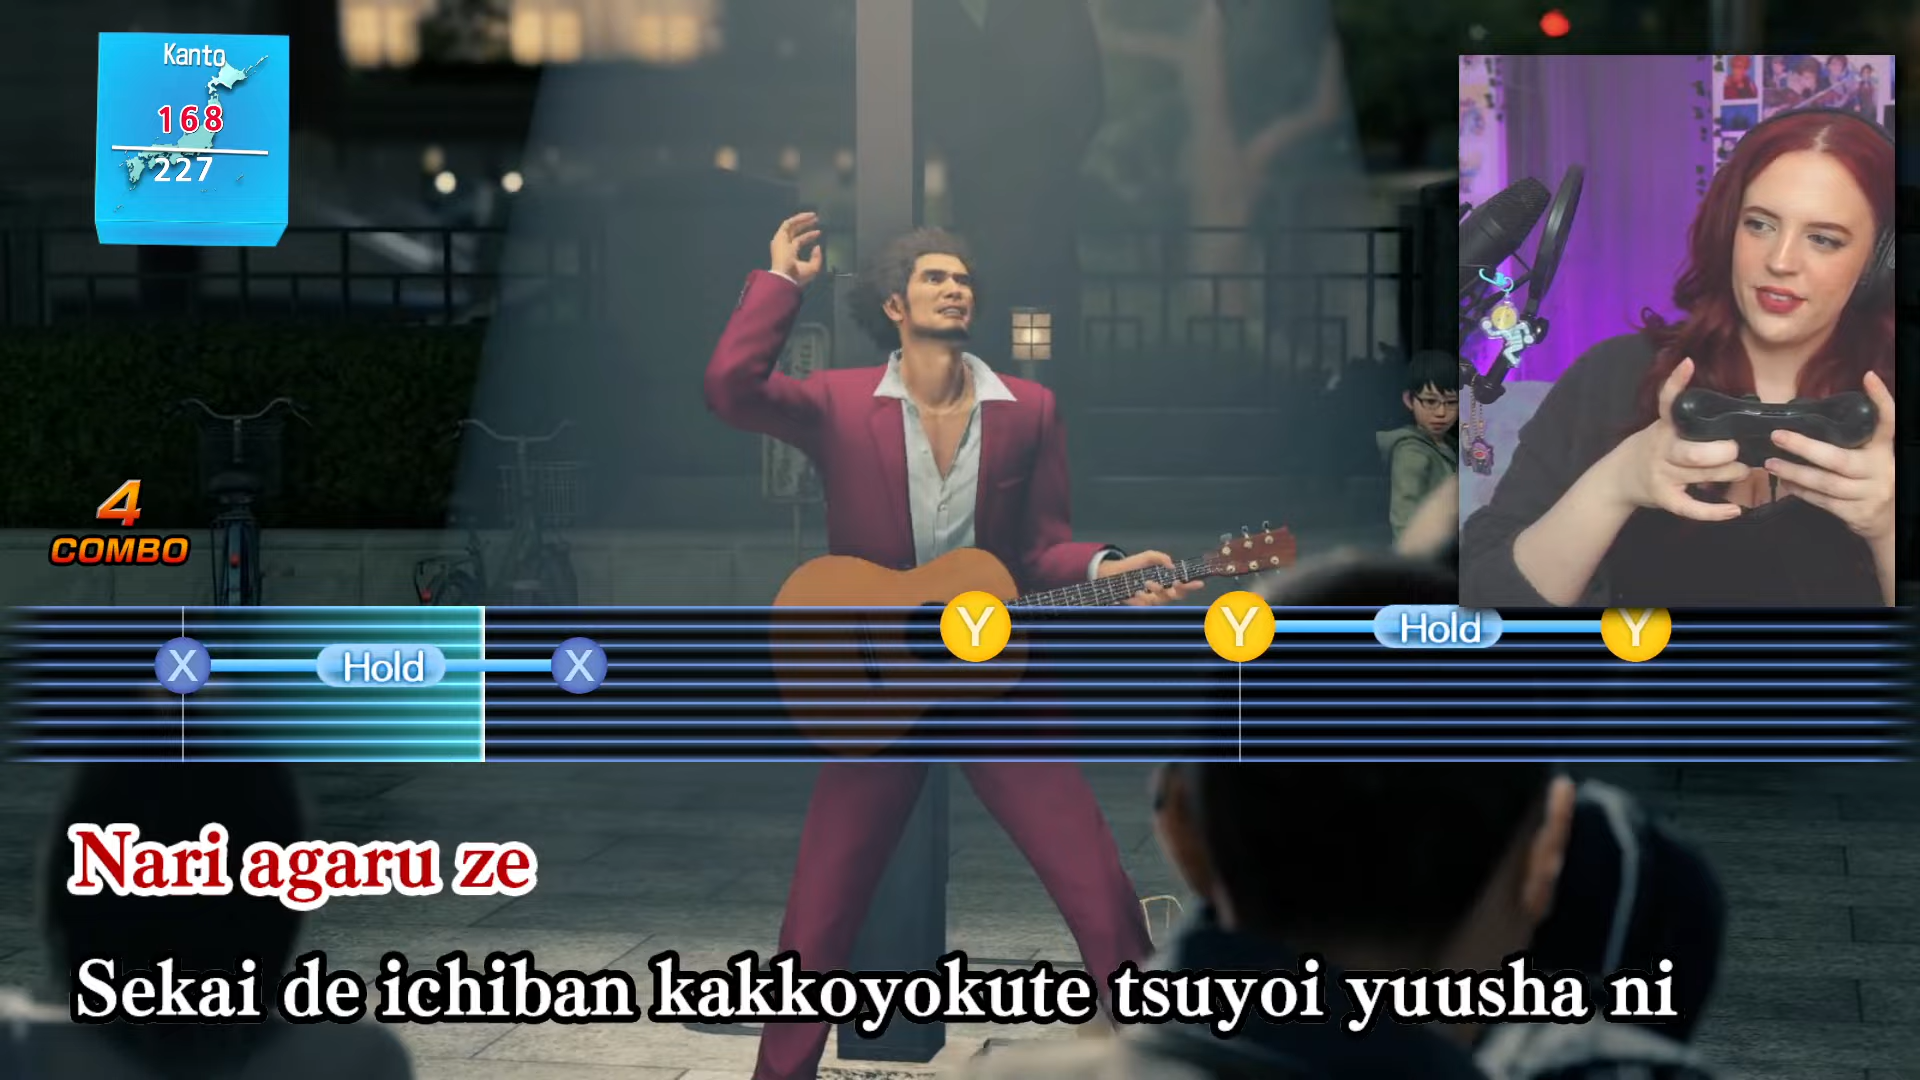 Kanto
168
227
4
COMBO
X Hold X Y Y Hold Y
Nari agaru ze
Sekai de ichiban kakkoyokute tsuyoi yuusha ni